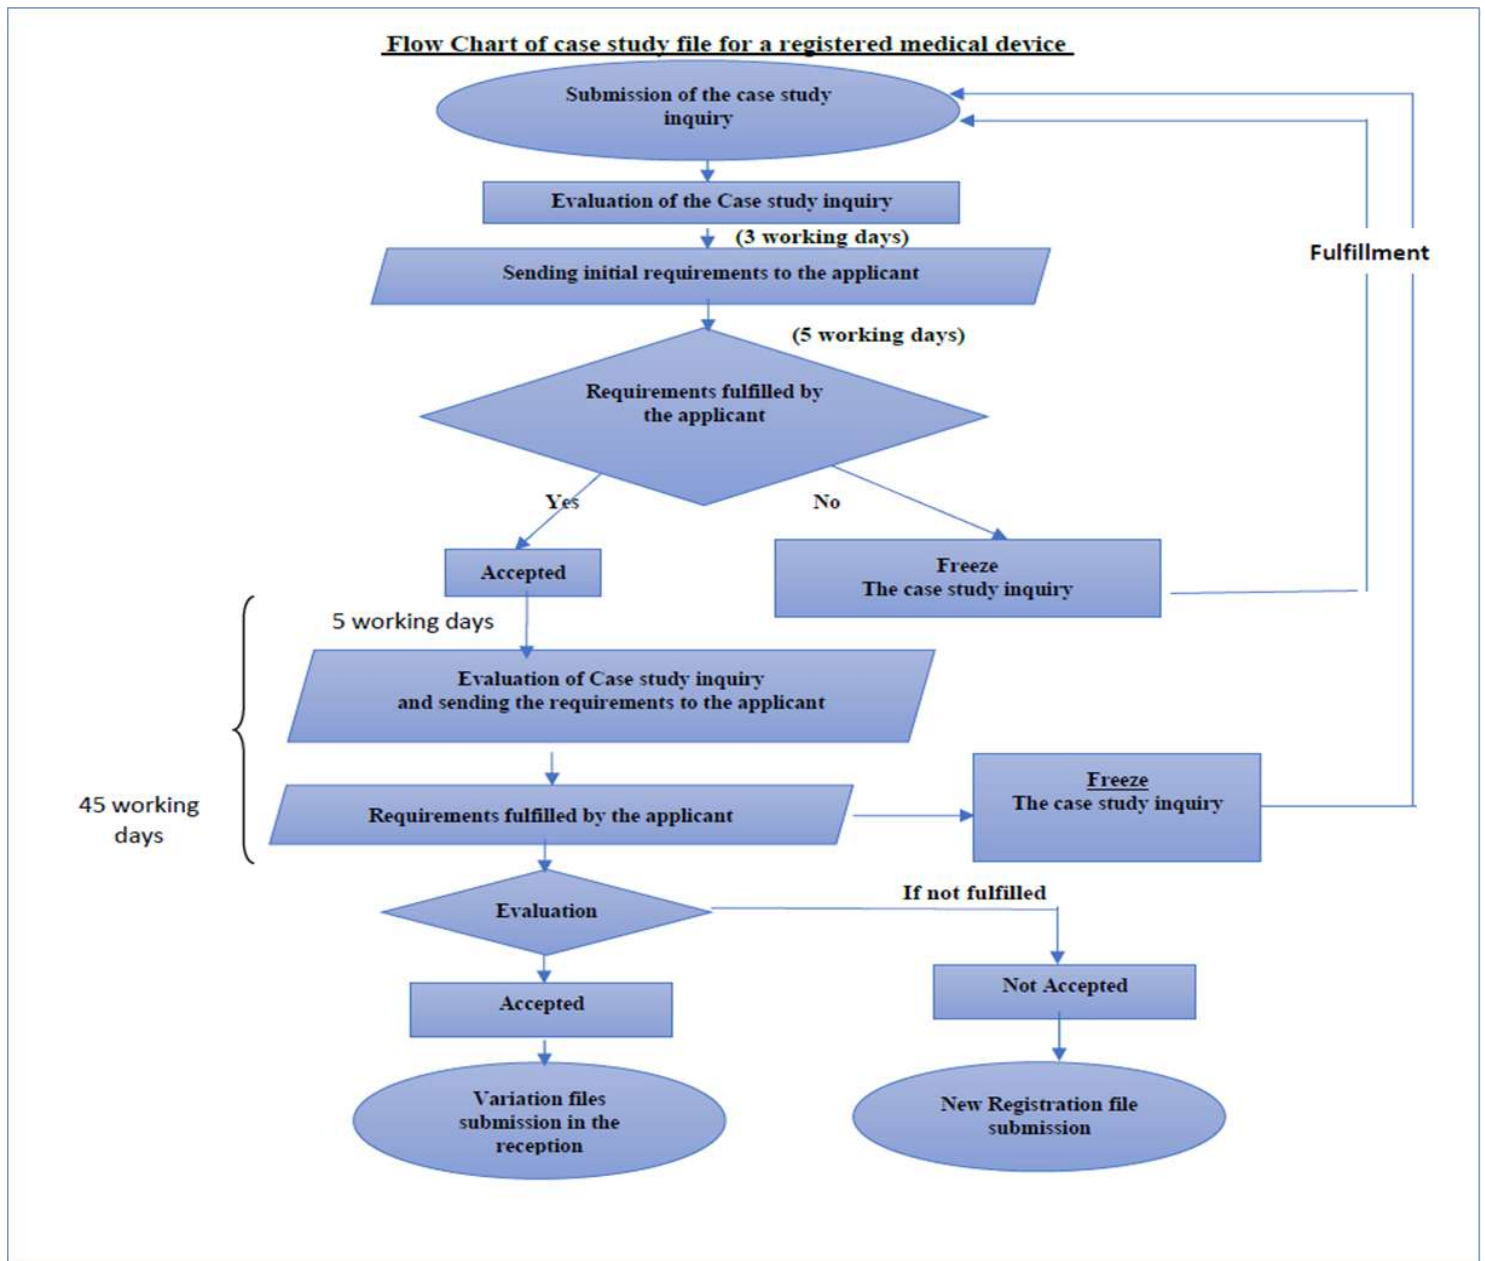 Flow Chart of case study file for a registered medical device
Submission of the case study
inquiry
Evaluation of the Case study inquiry
(3 working days)
Sending initial requirements to the applicant
Fulfillment
(5 working days)
Requirements fulfilled by
the applicant
Yes
No
Accepted
Freeze
The case study inquiry
5 working days
Evaluation of Case study inquiry
and sending the requirements to the applicant
45 working
days
Requirements fulfilled by the applicant
Freeze
The case study inquiry
If not fulfilled
Evaluation
Accepted
Not Accepted
Variation files
submission in the
reception
New Registration file
submission